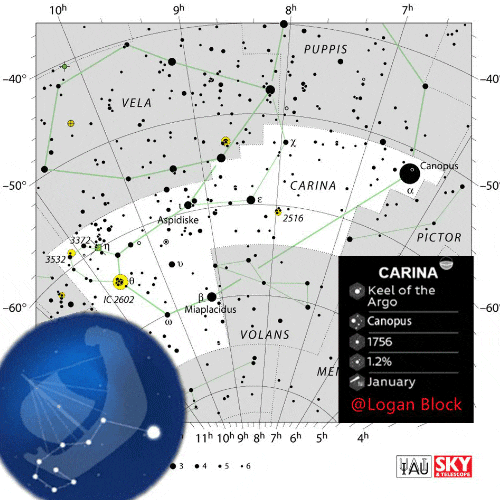 10h 9h 8h 7h
PUPPIS
−40° −40°
VELA
χ
Canopus
α
−50° −50°
CARINA
ι ε
Aspidiske
2516
PICTOR
3372 η
3532
υ
θ
IC 2602
β
Miaplacidus
ω
−60° −60°
VOLANS
MEN
CARINA
Keel of the
Argo
Canopus
1756
1.2%
January
@Logan Block
11h 10h 9h 8h 7h 6h 5h 4h
3 4 5 6
IAU
SKY
& TELESCOPE